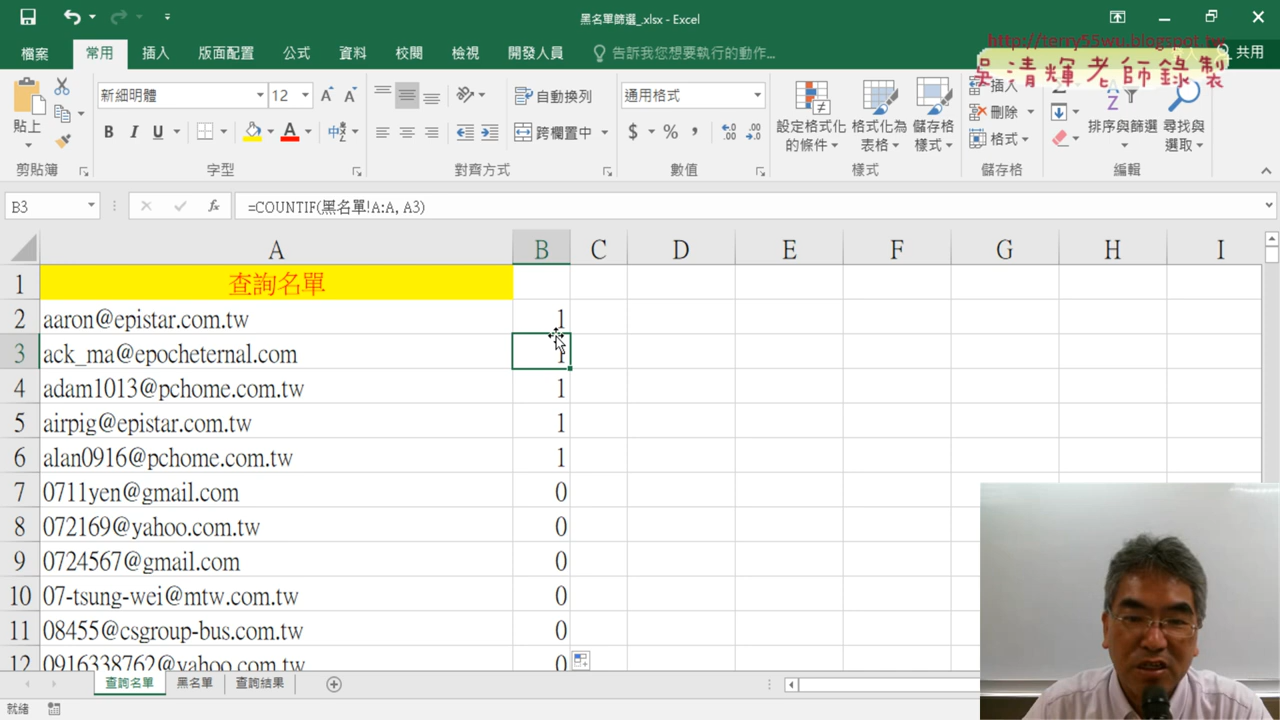 黑名單篩選_.xlsx - Excel
http://terry55wu.blogspot.tw
吳清輝老師錄製
檔案 常用 插入 版面配置 公式 資料 校閱 檢視 開發人員 告訴我您想要執行的動作... 共用
貼上
新細明體 12
自動換列
跨欄置中
通用格式
設定格式化的條件
格式化為表格
儲存格樣式
插入
刪除
格式
排序與篩選
尋找與選取
剪貼簿 字型 對齊方式 數值 樣式 儲存格 編輯
B3 =COUNTIF(黑名單!A:A, A3)
A B C D E F G H I
1 查詢名單
2 aaron@epistar.com.tw 1
3 ack_ma@epocheternal.com 1
4 adam1013@pchome.com.tw 1
5 airpig@epistar.com.tw 1
6 alan0916@pchome.com.tw 1
7 0711yen@gmail.com 0
8 072169@yahoo.com.tw 0
9 0724567@gmail.com 0
10 07-tsung-wei@mtw.com.tw 0
11 08455@csgroup-bus.com.tw 0
12 0916338762@yahoo.com.tw 0
查詢名單 黑名單 查詢結果
就緒